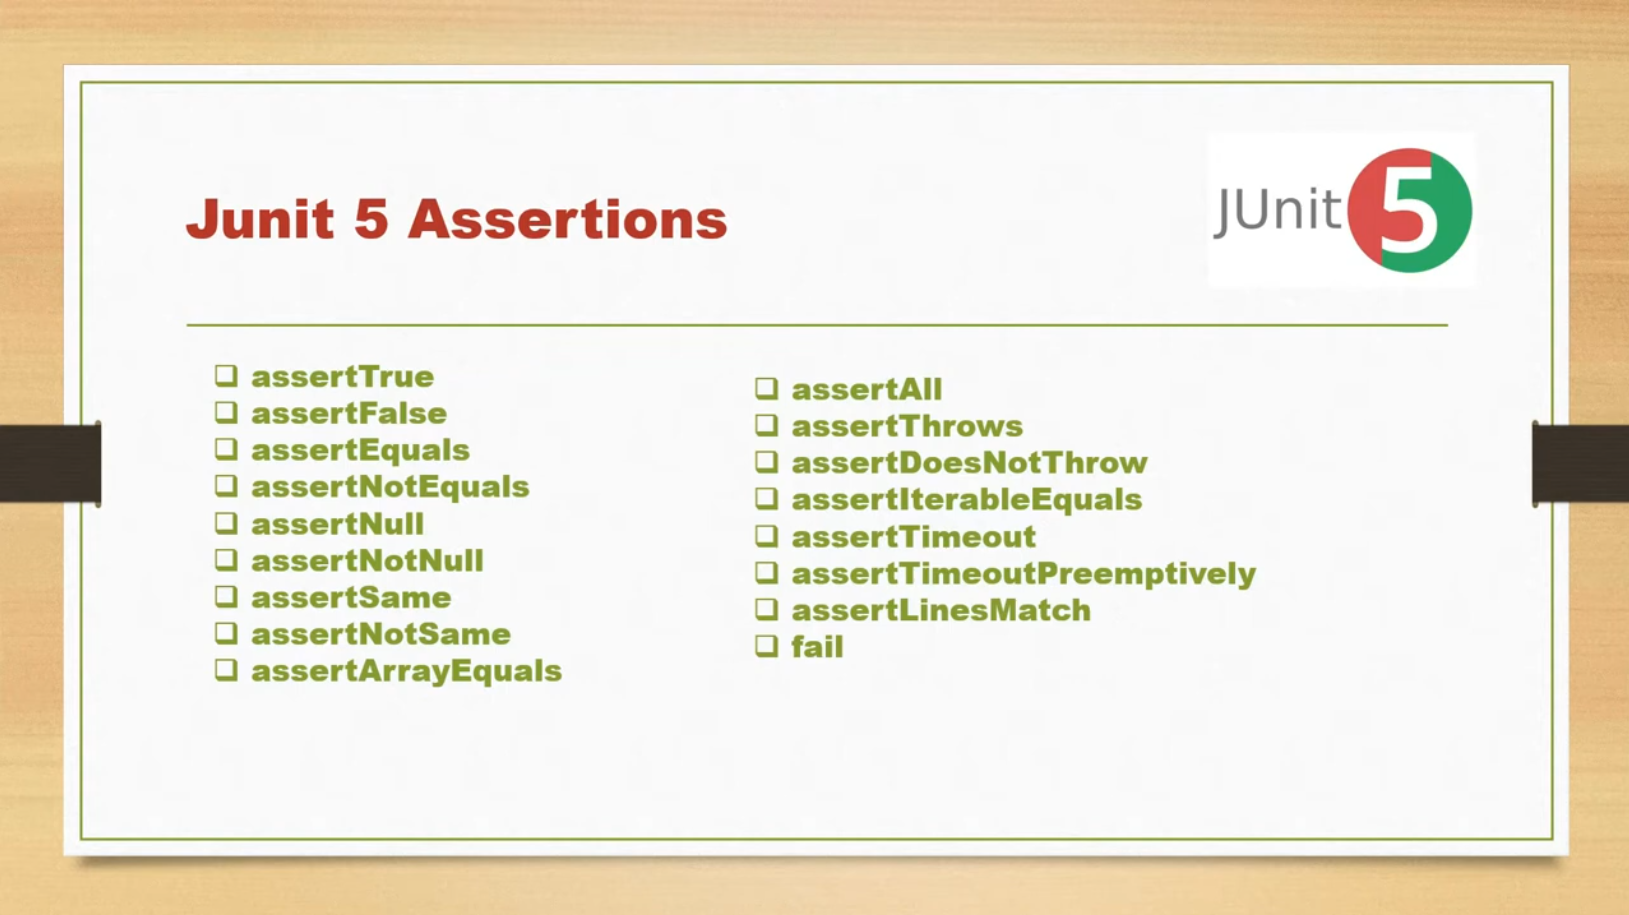 Junit 5 Assertions
JUnit 5
assertTrue
assertFalse
assertEquals
assertNotEquals
assertNull
assertNotNull
assertSame
assertNotSame
assertArrayEquals
assertAll
assertThrows
assertDoesNotThrow
assertIterableEquals
assertTimeout
assertTimeoutPreemptively
assertLinesMatch
fail